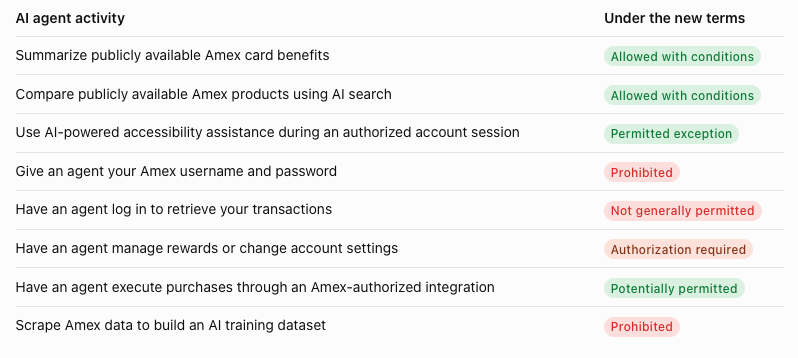 AI agent activity Under the new terms
Summarize publicly available Amex card benefits Allowed with conditions
Compare publicly available Amex products using AI search Allowed with conditions
Use AI-powered accessibility assistance during an authorized account session Permitted exception
Give an agent your Amex username and password Prohibited
Have an agent log in to retrieve your transactions Not generally permitted
Have an agent manage rewards or change account settings Authorization required
Have an agent execute purchases through an Amex-authorized integration Potentially permitted
Scrape Amex data to build an AI training dataset Prohibited